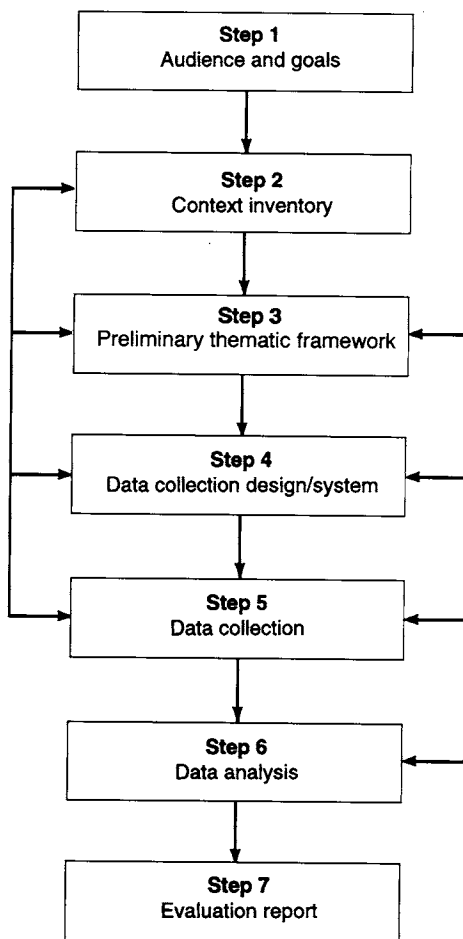 Step 1
Audience and goals
Step 2
Context inventory
Step 3
Preliminary thematic framework
Step 4
Data collection design/system
Step 5
Data collection
Step 6
Data analysis
Step 7
Evaluation report